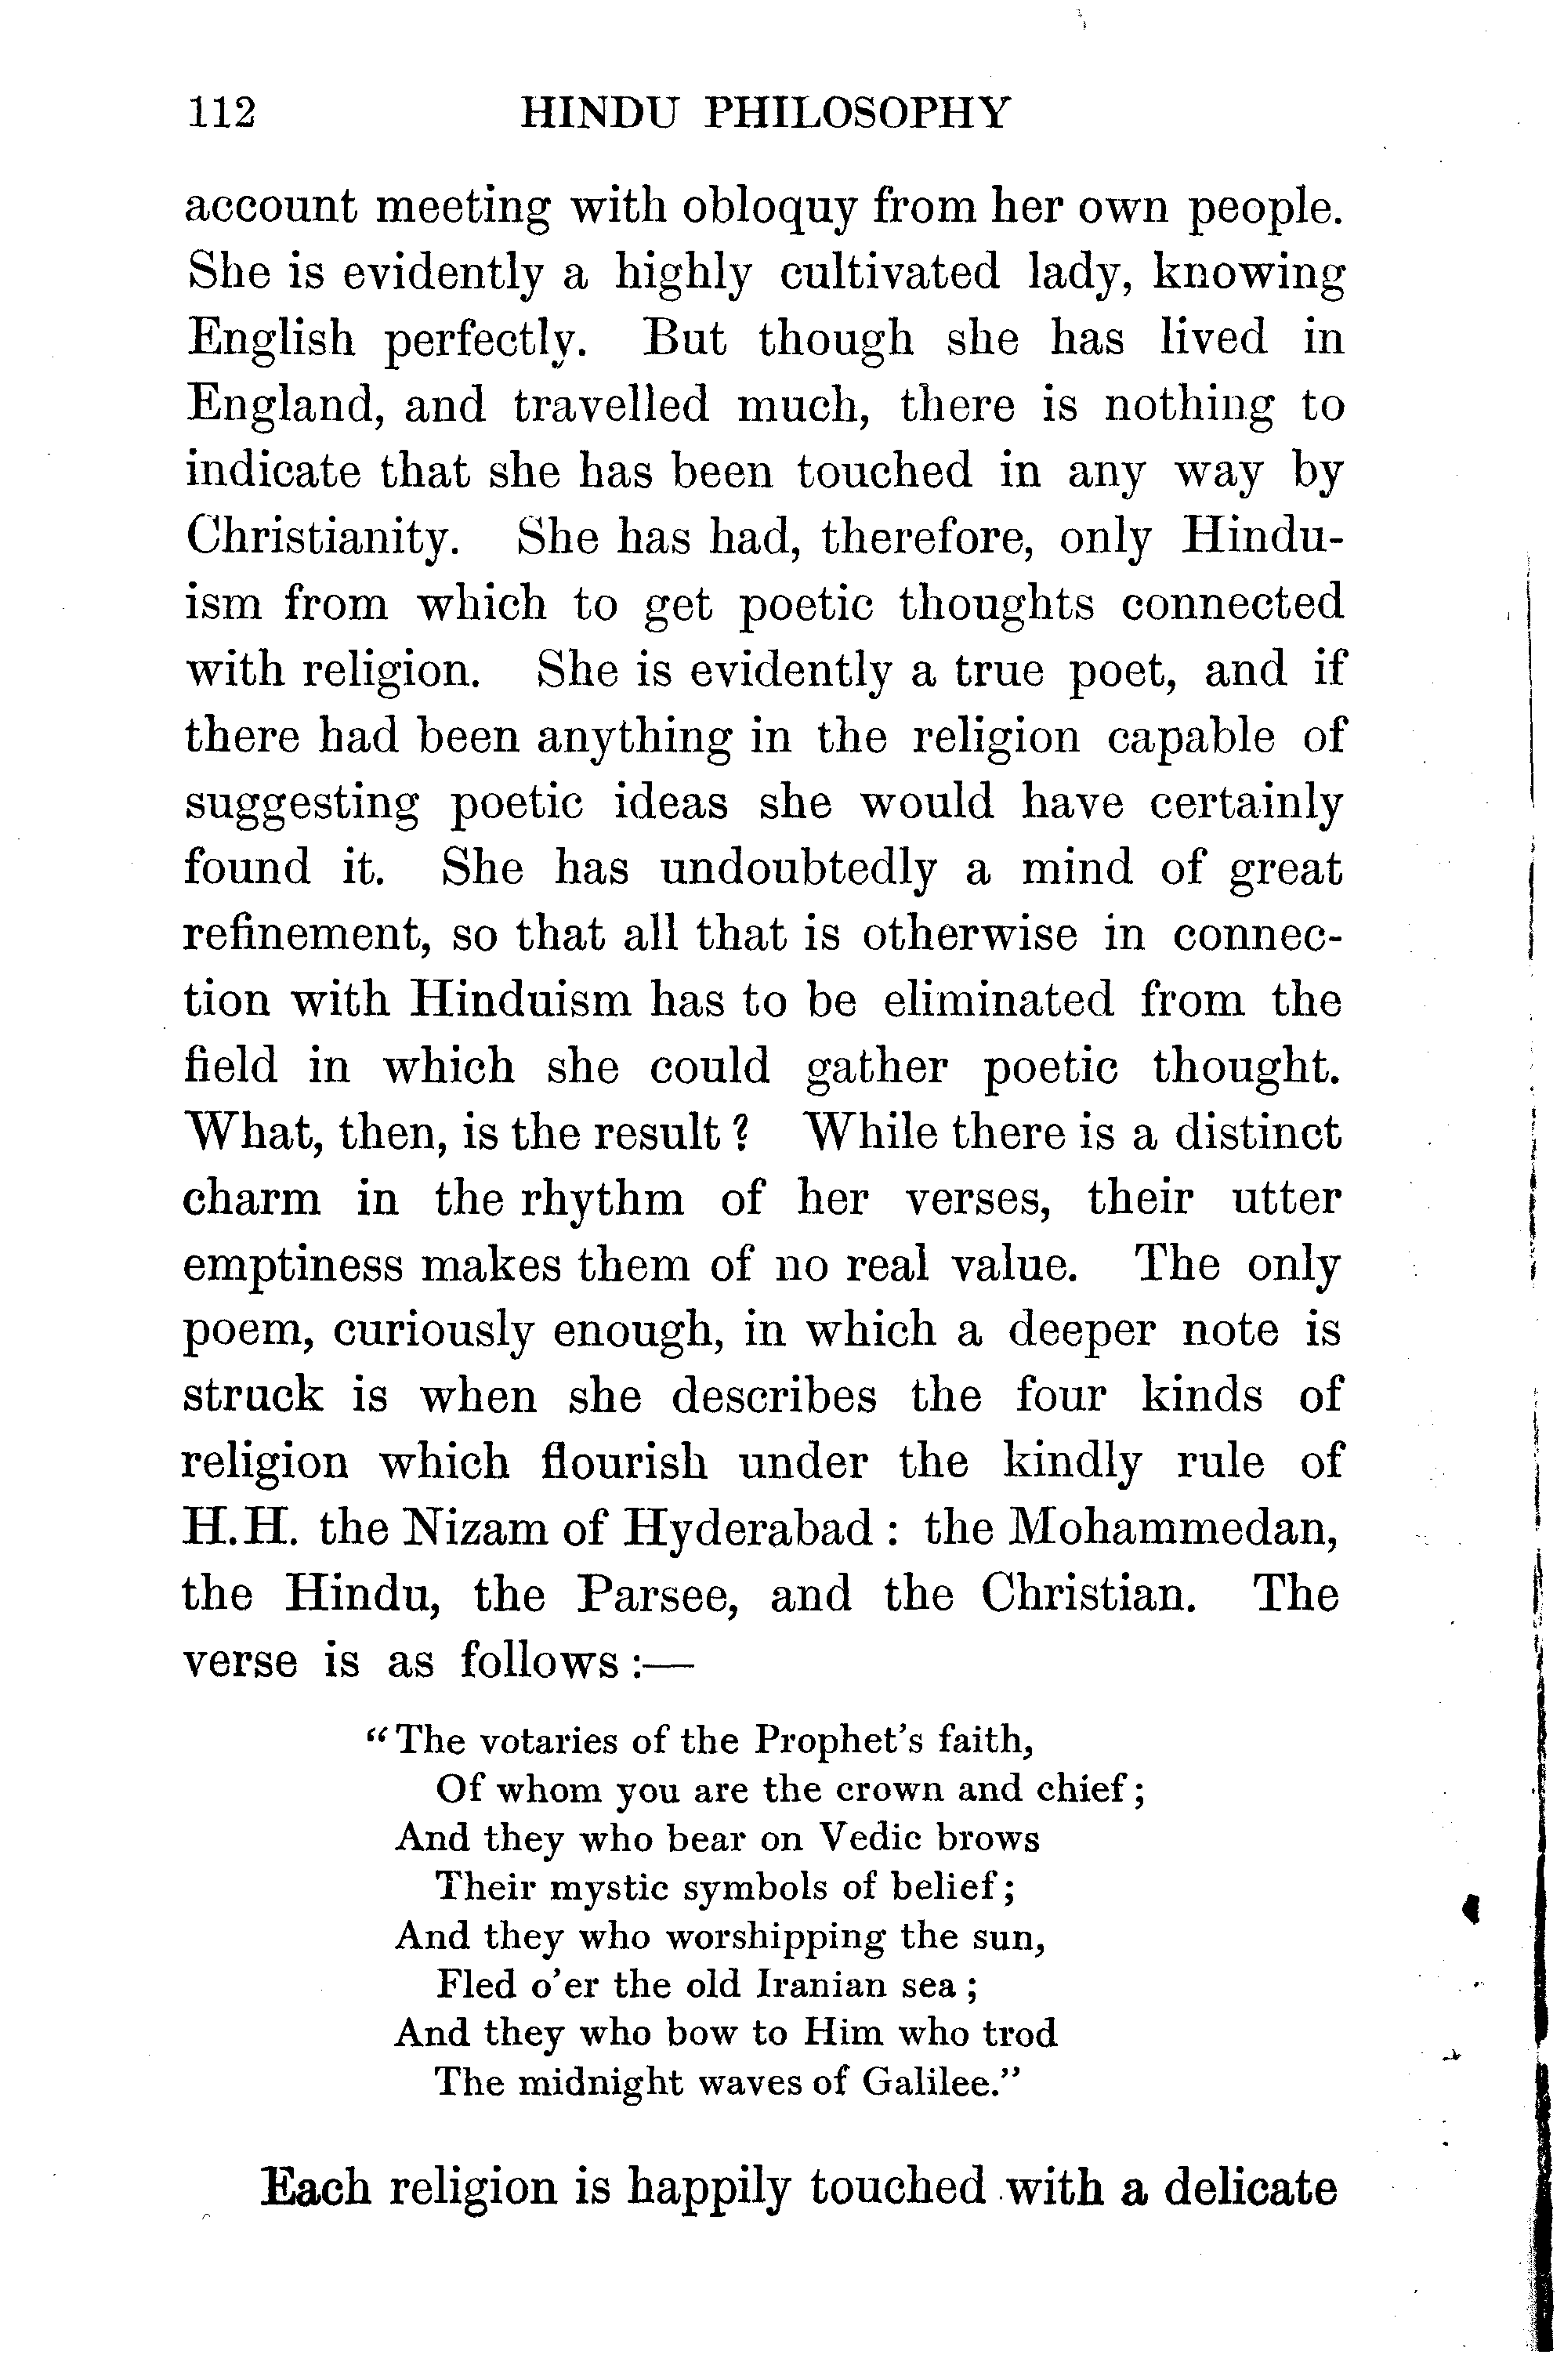 112 HINDU PHILOSOPHY
account meeting with obloquy from her own people.
She is evidently a highly cultivated lady, knowing
English perfectly. But though she has lived in
England, and travelled much, there is nothing to
indicate that she has been touched in any way by
Christianity. She has had, therefore, only Hindu-
ism from which to get poetic thoughts connected
with religion. She is evidently a true poet, and if
there had been anything in the religion capable of
suggesting poetic ideas she would have certainly
found it. She has undoubtedly a mind of great
refinement, so that all that is otherwise in connec-
tion with Hinduism has to be eliminated from the
field in which she could gather poetic thought.
What, then, is the result? While there is a distinct
charm in the rhythm of her verses, their utter
emptiness makes them of no real value. The only
poem, curiously enough, in which a deeper note is
struck is when she describes the four kinds of
religion which flourish under the kindly rule of
H.H. the Nizam of Hyderabad: the Mohammedan,
the Hindu, the Parsee, and the Christian. The
verse is as follows:—
“The votaries of the Prophet’s faith,
Of whom you are the crown and chief;
And they who bear on Vedic brows
Their mystic symbols of belief;
And they who worshipping the sun,
Fled o’er the old Iranian sea;
And they who bow to Him who trod
The midnight waves of Galilee.”
Each religion is happily touched with a delicate